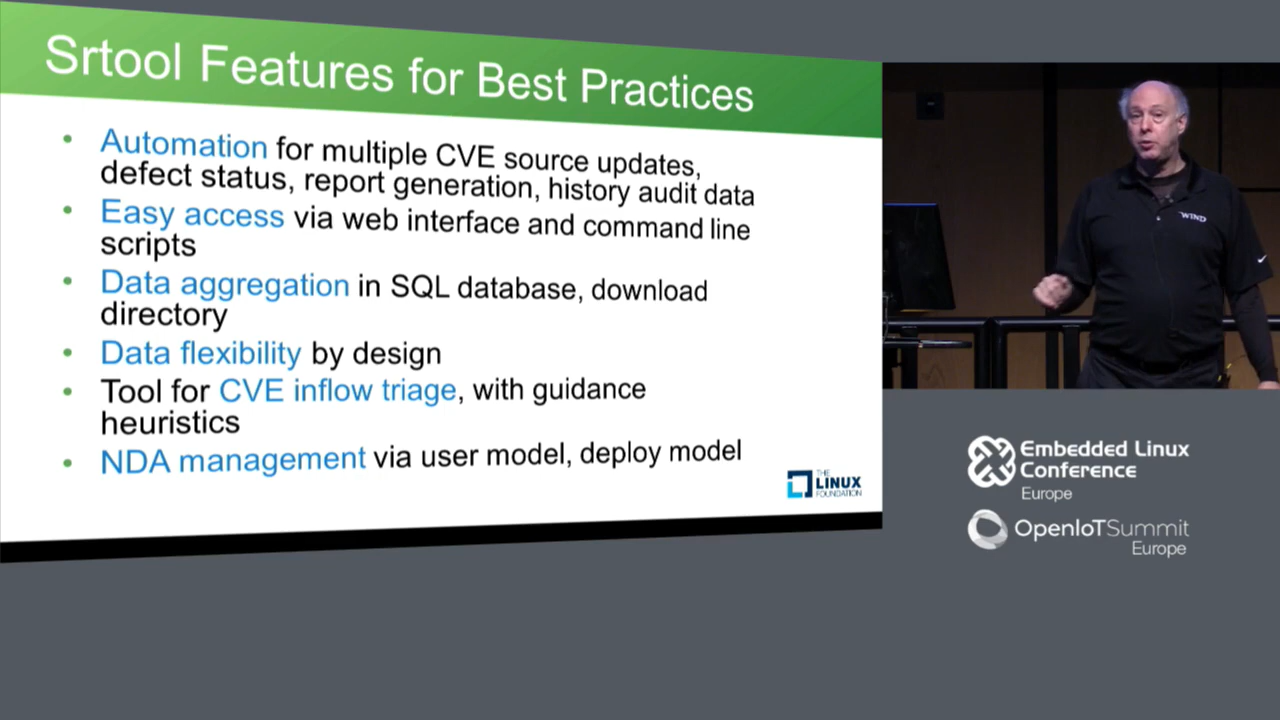 Srtool Features for Best Practices
• Automation for multiple CVE source updates,
defect status, report generation, history audit data
• Easy access via web interface and command line
scripts
• Data aggregation in SQL database, download
directory
• Data flexibility by design
• Tool for CVE inflow triage, with guidance
heuristics
• NDA management via user model, deploy model
THE
LINUX
FOUNDATION
WIND
Embedded Linux
Conference
Europe
OpenIoTSummit
Europe